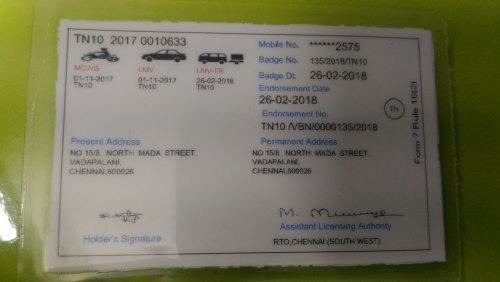 TN10 2017 0010633
Mobile No. ******2575
Badge No. 135/2018/TN10
MCWG LMV LMV-TR
Badge Dt. 26-02-2018
01-11-2017 01-11-2017 26-02-2018
TN10 TN10 TN10
Endorsement Date
26-02-2018
Endorsement No.
TN10 /VBN/0000135/2018
TN
Form 7 Rule 16(2)
Present Address
NO 15/8 NORTH MADA STREET,
VADAPALANI,
CHENNAI,600026
Permanent Address
NO 15/8 NORTH MADA STREET,
VADAPALANI,
CHENNAI,600026
Holder's Signature
Assistant Licensing Authority
RTO,CHENNAI (SOUTH WEST)